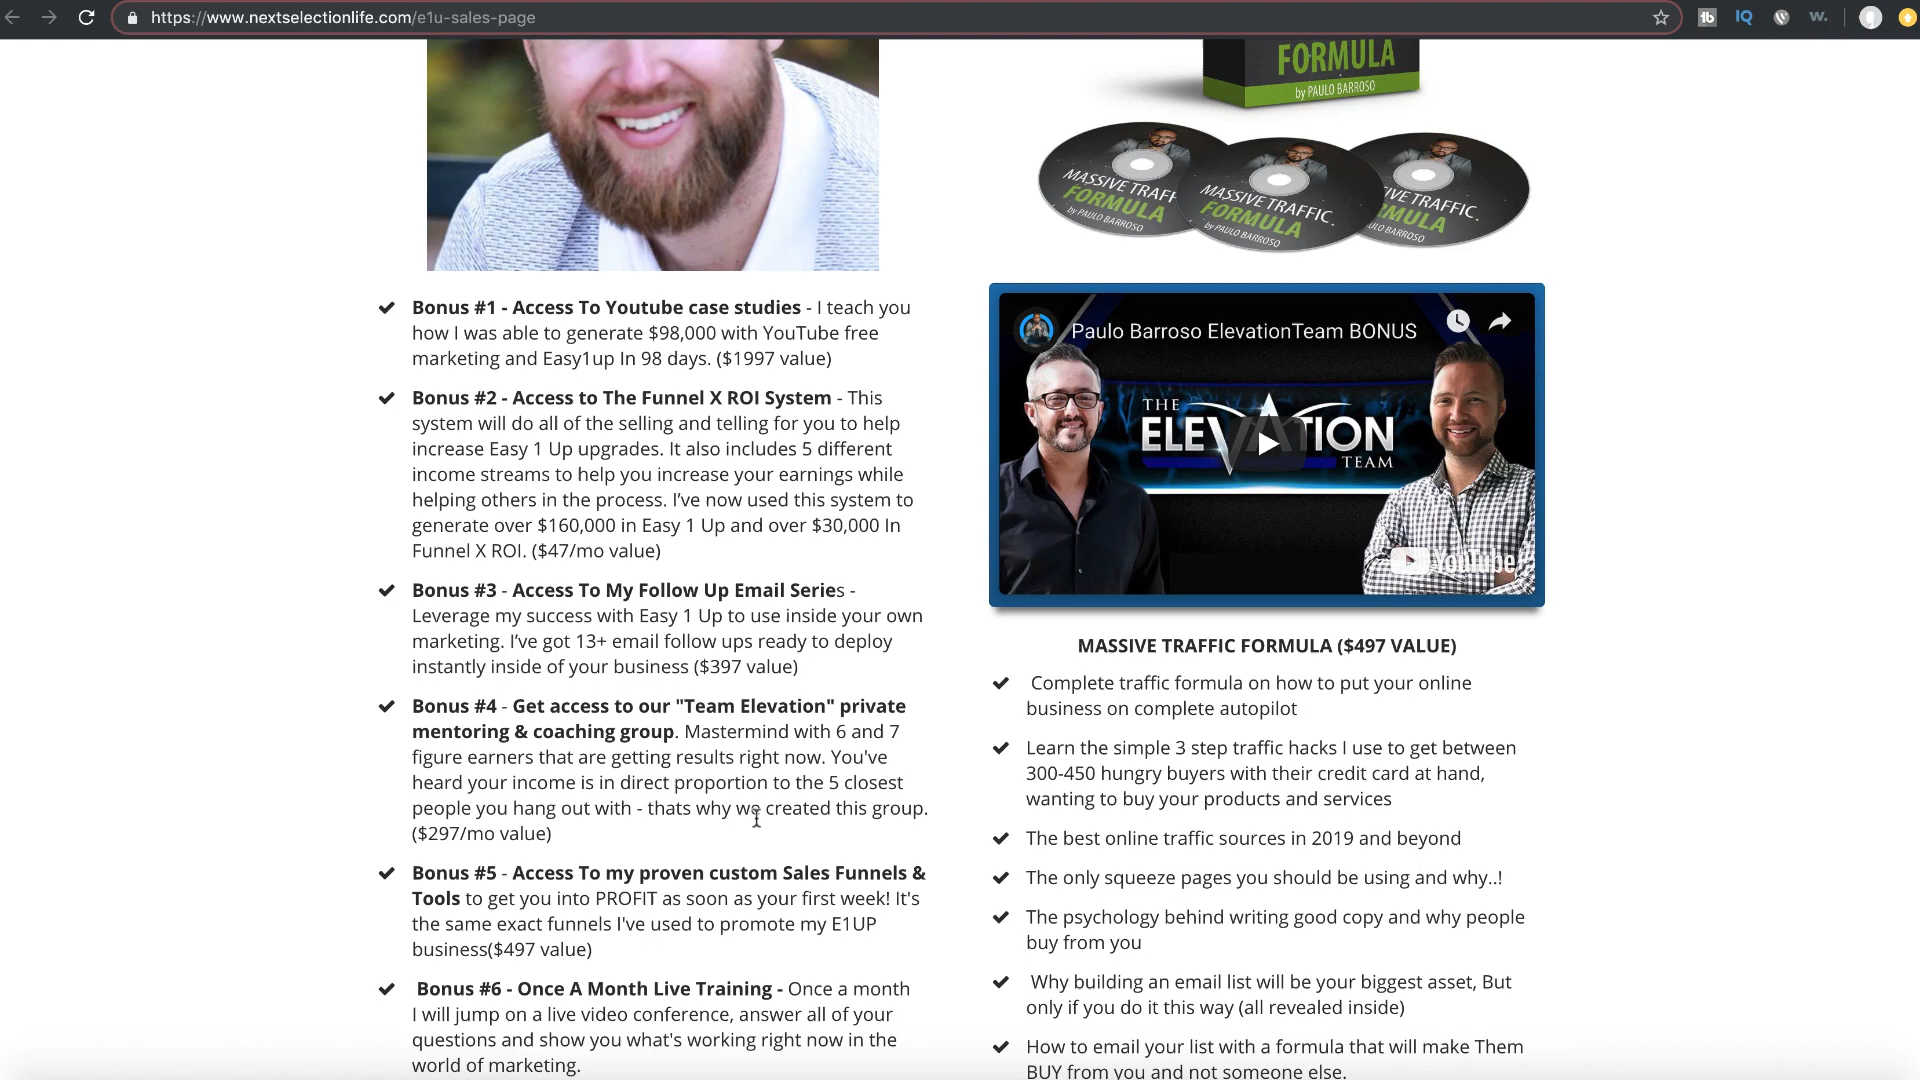 https://www.nextselectionlife.com/e1u-sales-page
IQ
w.
FORMULA
by PAULO BARROSO
MASSIVE TRAFF
FORMULA
by PAULO BARROSO
MASSIVE TRAFFIC.
FORMULA
by PAULO BARROSO
IVE TRAFFIC.
RMULA
ULO BARROSO
Bonus #1 - Access To Youtube case studies - I teach you
how I was able to generate $98,000 with YouTube free
marketing and Easy1up In 98 days. ($1997 value)
Bonus #2 - Access to The Funnel X ROI System - This
system will do all of the selling and telling for you to help
increase Easy 1 Up upgrades. It also includes 5 different
income streams to help you increase your earnings while
helping others in the process. I’ve now used this system to
generate over $160,000 in Easy 1 Up and over $30,000 In
Funnel X ROI. ($47/mo value)
Bonus #3 - Access To My Follow Up Email Series -
Leverage my success with Easy 1 Up to use inside your own
marketing. I’ve got 13+ email follow ups ready to deploy
instantly inside of your business ($397 value)
Bonus #4 - Get access to our "Team Elevation" private
mentoring & coaching group. Mastermind with 6 and 7
figure earners that are getting results right now. You've
heard your income is in direct proportion to the 5 closest
people you hang out with - thats why we created this group.
($297/mo value)
Bonus #5 - Access To my proven custom Sales Funnels &
Tools to get you into PROFIT as soon as your first week! It's
the same exact funnels I've used to promote my E1UP
business($497 value)
Bonus #6 - Once A Month Live Training - Once a month
I will jump on a live video conference, answer all of your
questions and show you what's working right now in the
world of marketing.
Paulo Barroso ElevationTeam BONUS
THE
ELEVATION
TEAM
YouTube
MASSIVE TRAFFIC FORMULA ($497 VALUE)
Complete traffic formula on how to put your online
business on complete autopilot
Learn the simple 3 step traffic hacks I use to get between
300-450 hungry buyers with their credit card at hand,
wanting to buy your products and services
The best online traffic sources in 2019 and beyond
The only squeeze pages you should be using and why..!
The psychology behind writing good copy and why people
buy from you
Why building an email list will be your biggest asset, But
only if you do it this way (all revealed inside)
How to email your list with a formula that will make Them
BUY from you and not someone else.